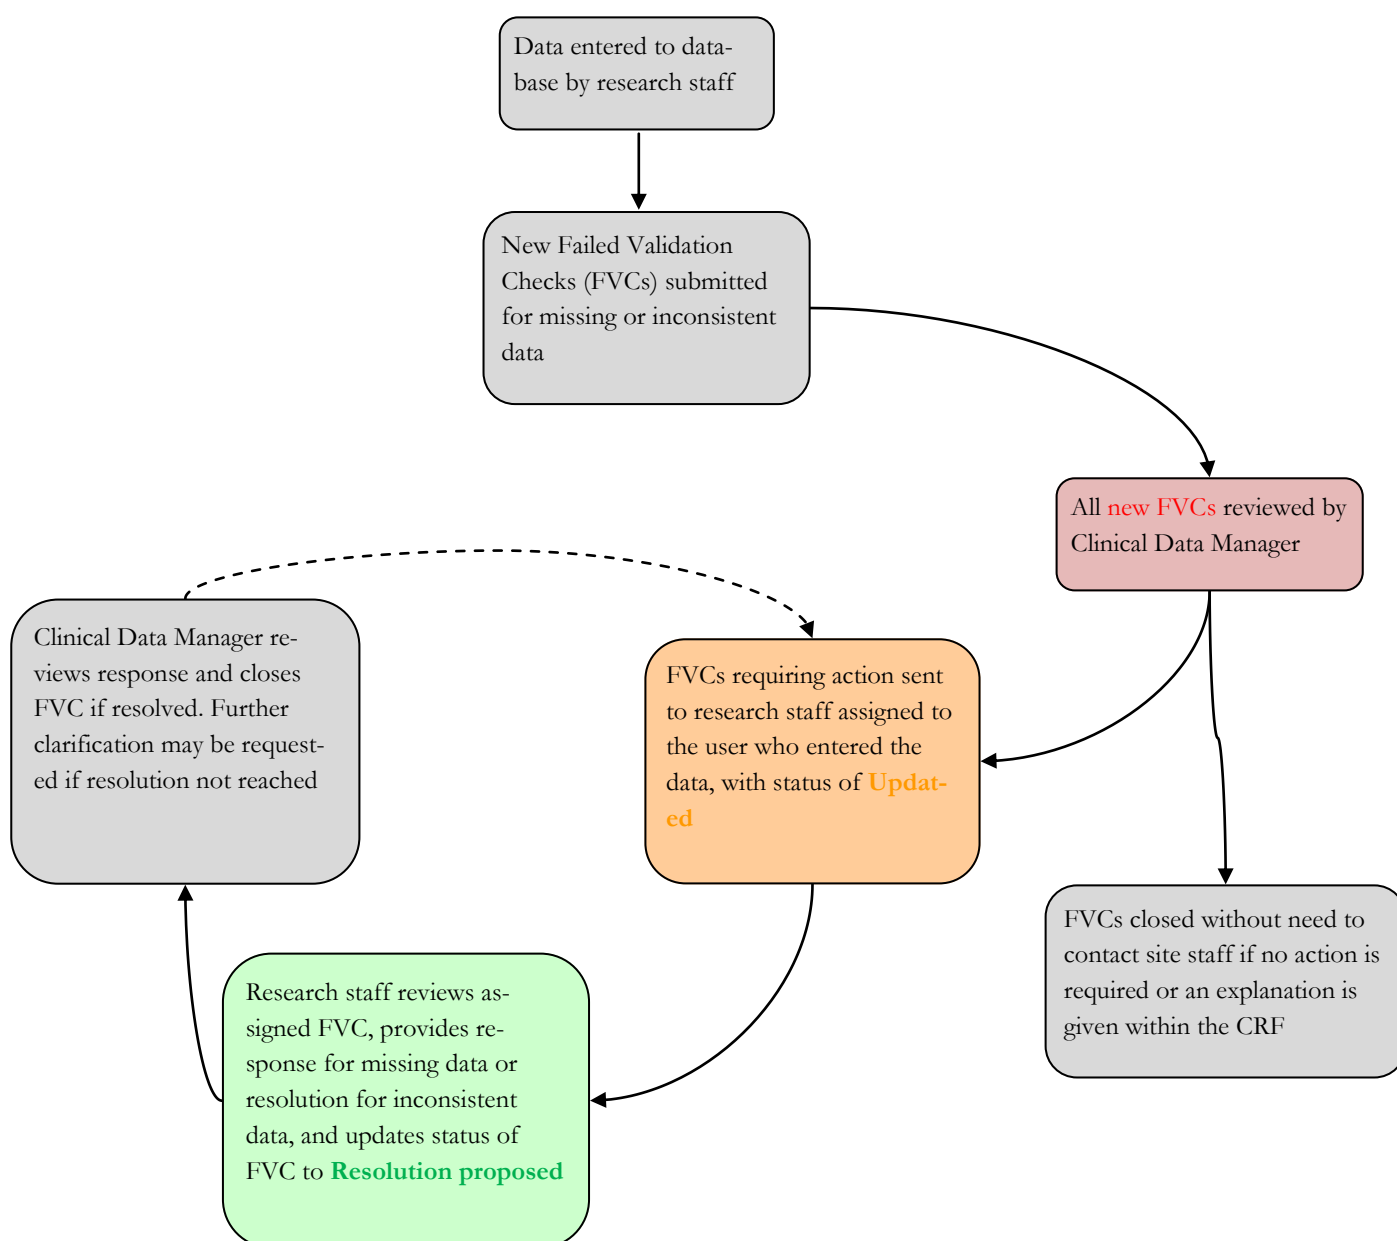 Data entered to data-
base by research staff
New Failed Validation
Checks (FVCs) submitted
for missing or inconsistent
data
All new FVCs reviewed by
Clinical Data Manager
Clinical Data Manager re-
views response and closes
FVC if resolved. Further
clarification may be request-
ed if resolution not reached
FVCs requiring action sent
to research staff assigned to
the user who entered the
data, with status of Updat-
ed
FVCs closed without need to
contact site staff if no action is
required or an explanation is
given within the CRF
Research staff reviews as-
signed FVC, provides re-
sponse for missing data or
resolution for inconsistent
data, and updates status of
FVC to Resolution proposed